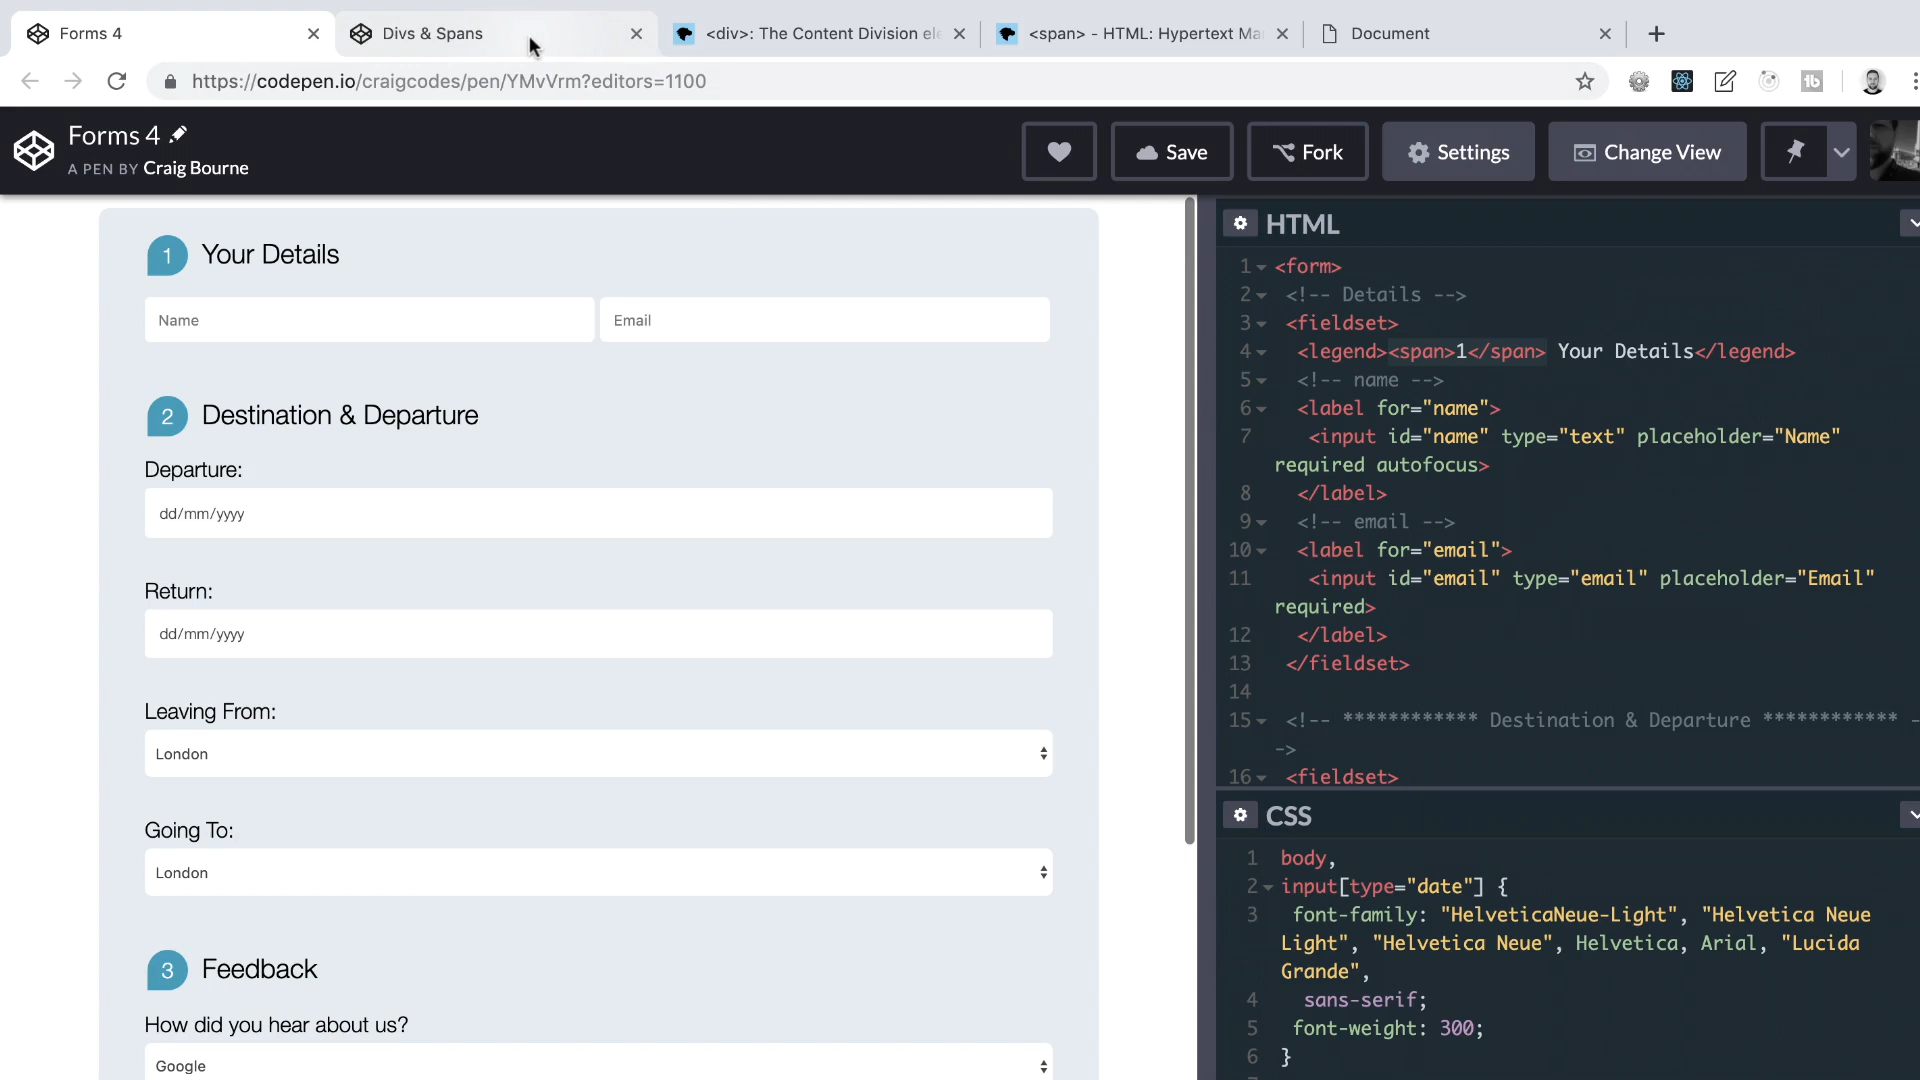 Forms 4
Divs & Spans
<div>: The Content Division ele
<span> - HTML: Hypertext Mar
Document
https://codepen.io/craigcodes/pen/YMvVrm?editors=1100
Forms 4
A PEN BY Craig Bourne
Save
Fork
Settings
Change View
1 Your Details
Name
Email
2 Destination & Departure
Departure:
dd/mm/yyyy
Return:
dd/mm/yyyy
Leaving From:
London
Going To:
London
3 Feedback
How did you hear about us?
Google
HTML
1 <form>
2 <!-- Details -->
3 <fieldset>
4 <legend><span>1</span> Your Details</legend>
5 <!-- name -->
6 <label for="name">
7 <input id="name" type="text" placeholder="Name"
required autofocus>
8 </label>
9 <!-- email -->
10 <label for="email">
11 <input id="email" type="email" placeholder="Email"
required>
12 </label>
13 </fieldset>
14
15 <!-- ************ Destination & Departure ************ -
->
16 <fieldset>
CSS
1 body,
2 input[type="date"] {
3 font-family: "HelveticaNeue-Light", "Helvetica Neue
Light", "Helvetica Neue", Helvetica, Arial, "Lucida
Grande",
4 sans-serif;
5 font-weight: 300;
6 }